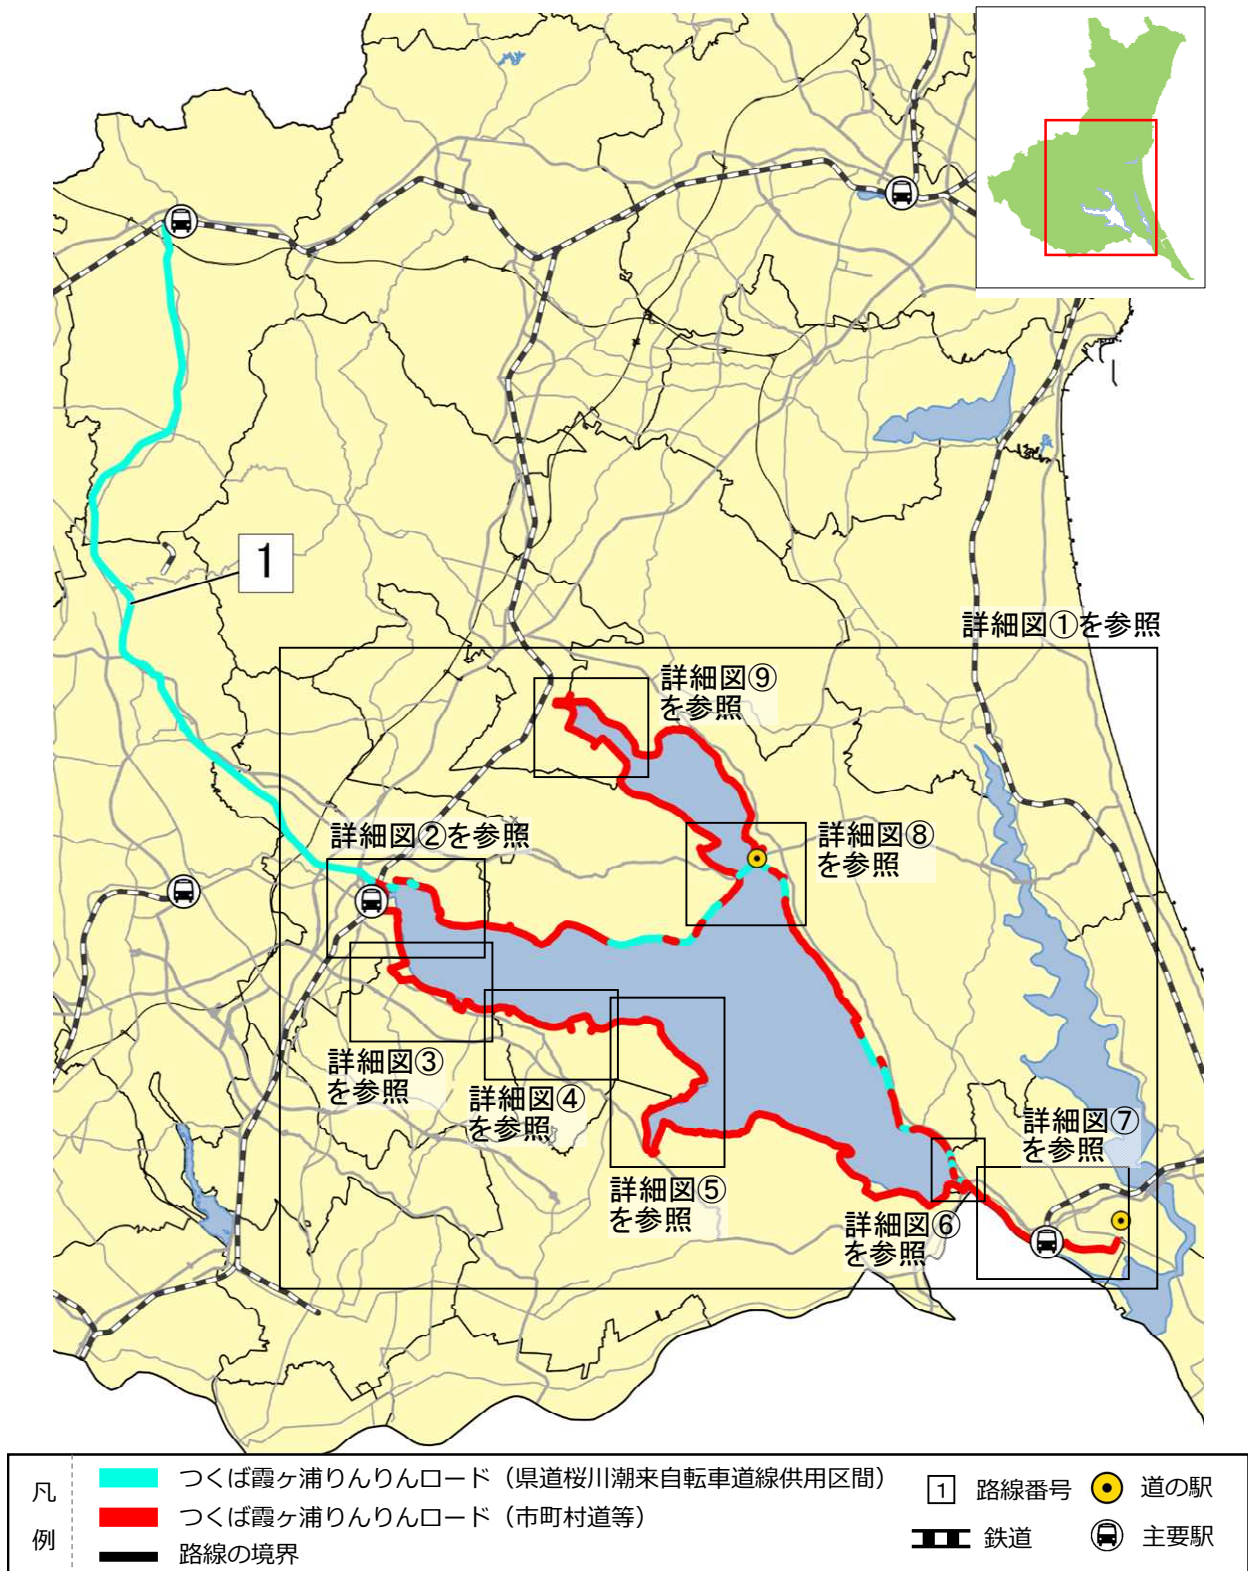 1
詳細図①を参照
詳細図⑨
を参照
詳細図②を参照
詳細図⑧
を参照
詳細図③
を参照
詳細図④
を参照
詳細図⑦
を参照
詳細図⑤
を参照
詳細図⑥
を参照
凡例
つくば霞ヶ浦りんりんロード（県道桜川潮来自転車道線供用区間）
つくば霞ヶ浦りんりんロード（市町村道等）
路線の境界
1 路線番号
道の駅
鉄道
主要駅